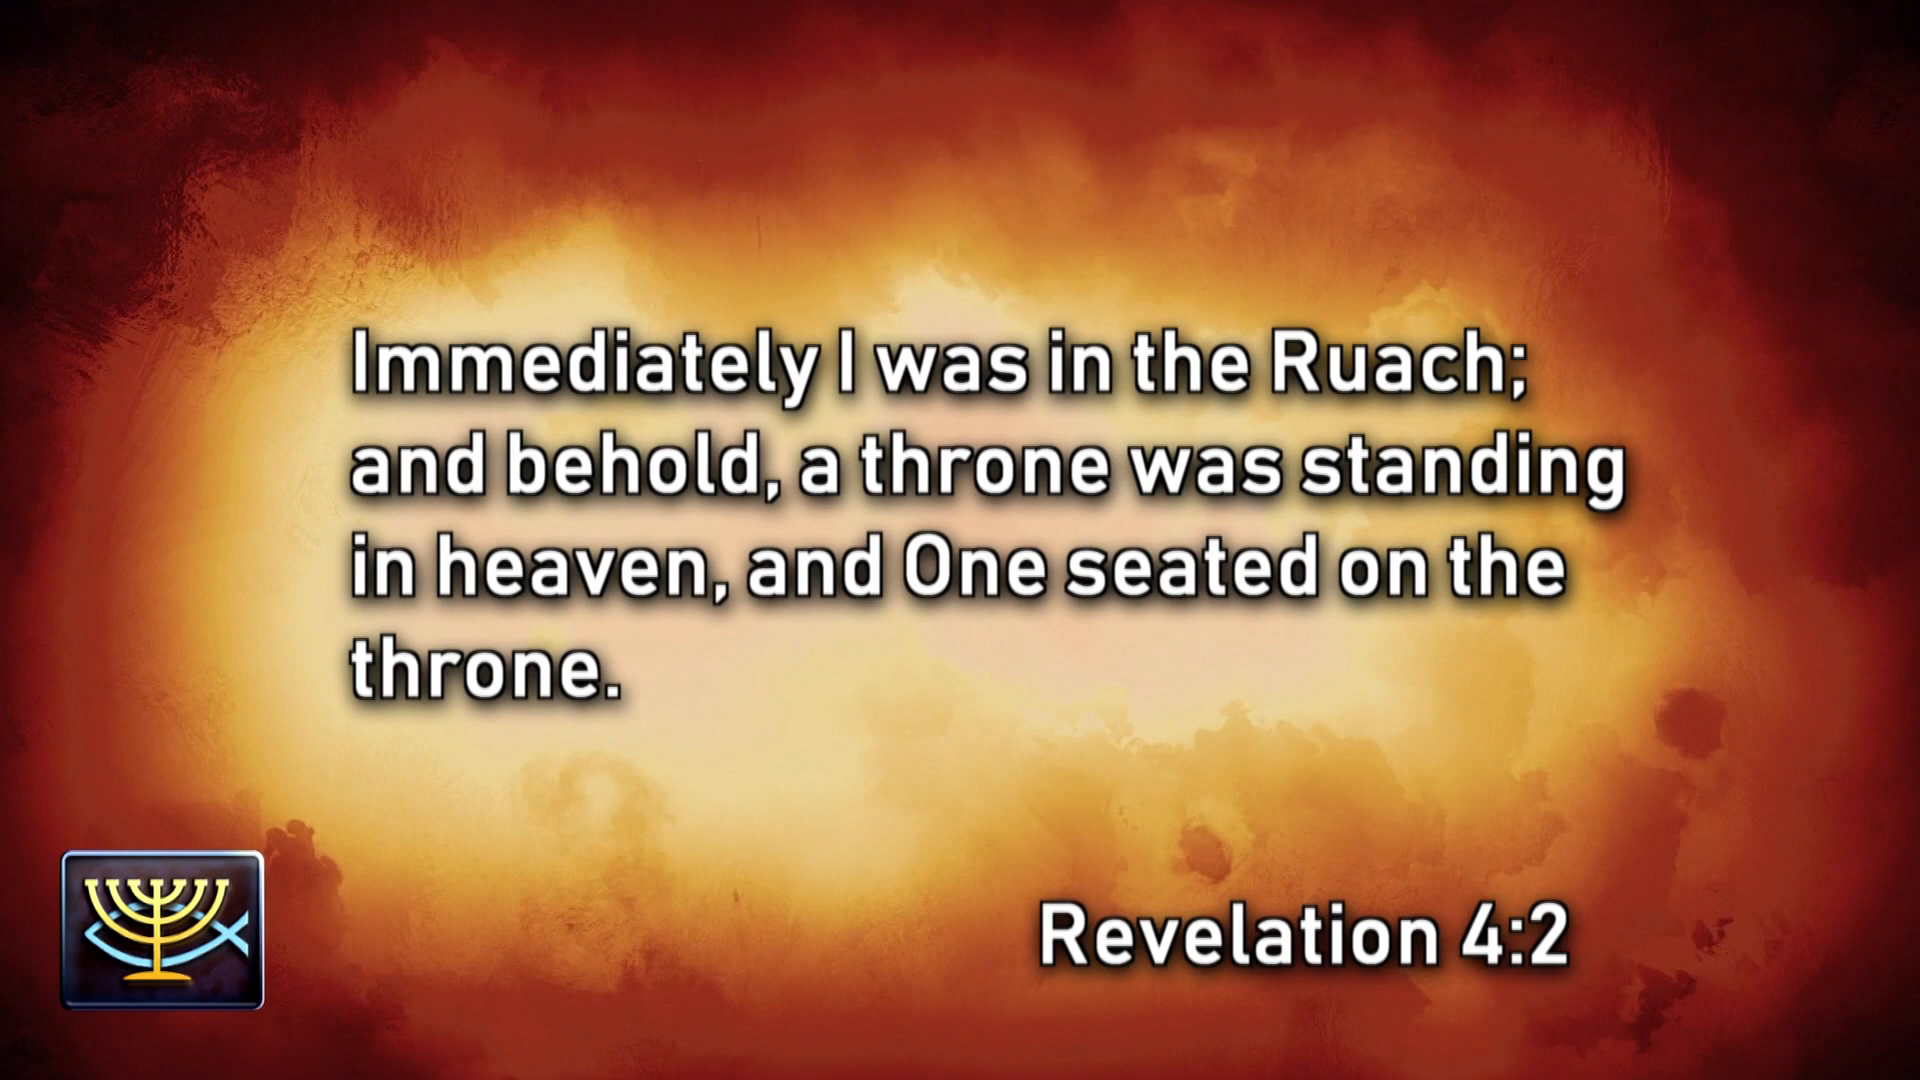 Immediately I was in the Ruach;
and behold, a throne was standing
in heaven, and One seated on the
throne.
Revelation 4:2